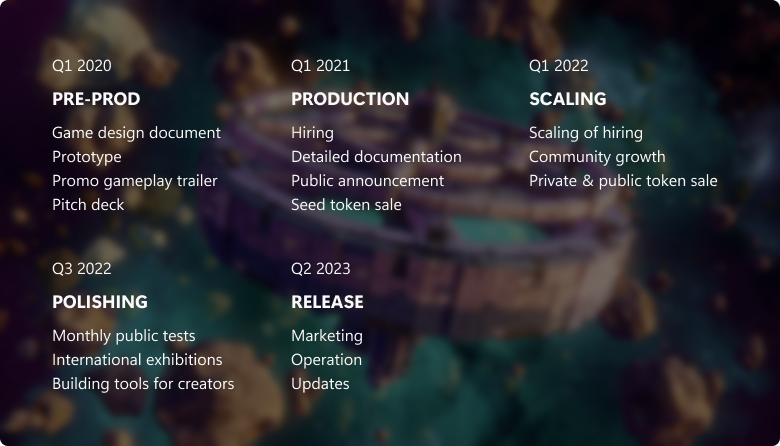 Q1 2020
PRE-PROD
Game design document
Prototype
Promo gameplay trailer
Pitch deck
Q1 2021
PRODUCTION
Hiring
Detailed documentation
Public announcement
Seed token sale
Q1 2022
SCALING
Scaling of hiring
Community growth
Private & public token sale
Q3 2022
POLISHING
Monthly public tests
International exhibitions
Building tools for creators
Q2 2023
RELEASE
Marketing
Operation
Updates